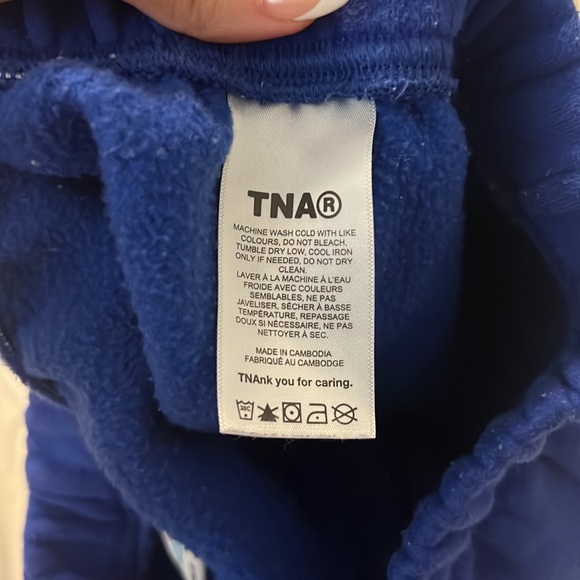 TNA®
MACHINE WASH COLD WITH LIKE
COLOURS, DO NOT BLEACH,
TUMBLE DRY LOW, COOL IRON
ONLY IF NEEDED, DO NOT DRY
CLEAN.
LAVER À LA MACHINE À L'EAU
FROIDE AVEC COULEURS
SEMBLABLES, NE PAS
JAVELISER, SÉCHER À BASSE
TEMPÉRATURE, REPASSAGE
DOUX SI NÉCESSAIRE, NE PAS
NETTOYER À SEC.
MADE IN CAMBODIA
FABRIQUÉ AU CAMBODGE
TNAnk you for caring.
30C